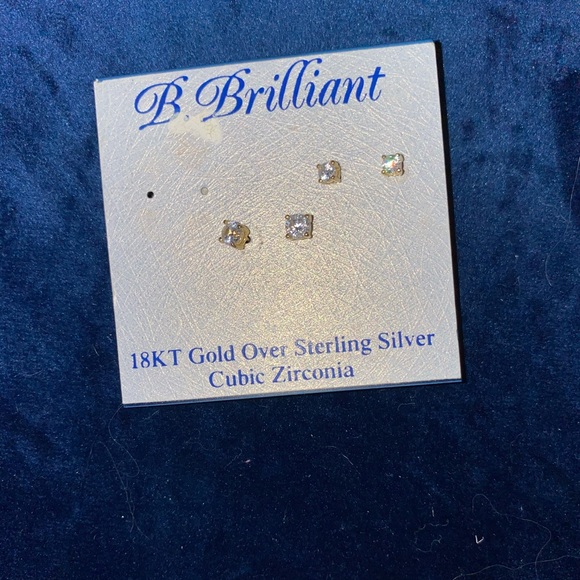 B. Brilliant
18KT Gold Over Sterling Silver
Cubic Zirconia